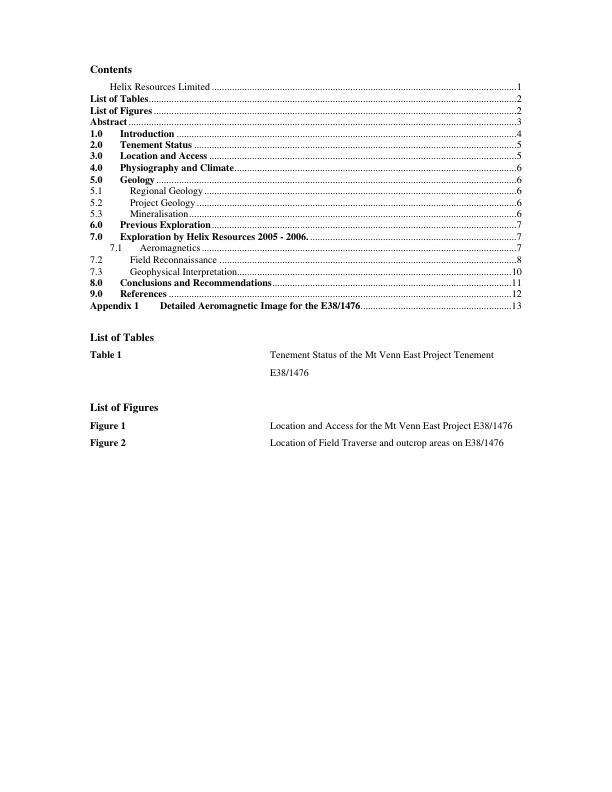 Contents
Helix Resources Limited ........ 1
List of Tables ........ 2
List of Figures ........ 2
Abstract ........ 3
1.0 Introduction ........ 4
2.0 Tenement Status ........ 5
3.0 Location and Access ........ 5
4.0 Physiography and Climate ........ 6
5.0 Geology ........ 6
5.1 Regional Geology ........ 6
5.2 Project Geology ........ 6
5.3 Mineralisation ........ 6
6.0 Previous Exploration ........ 7
7.0 Exploration by Helix Resources 2005 - 2006. ........ 7
7.1 Aeromagnetics ........ 7
7.2 Field Reconnaissance ........ 8
7.3 Geophysical Interpretation ........ 10
8.0 Conclusions and Recommendations ........ 11
9.0 References ........ 12
Appendix 1 Detailed Aeromagnetic Image for the E38/1476 ........ 13
List of Tables
Table 1 Tenement Status of the Mt Venn East Project Tenement
E38/1476
List of Figures
Figure 1 Location and Access for the Mt Venn East Project E38/1476
Figure 2 Location of Field Traverse and outcrop areas on E38/1476